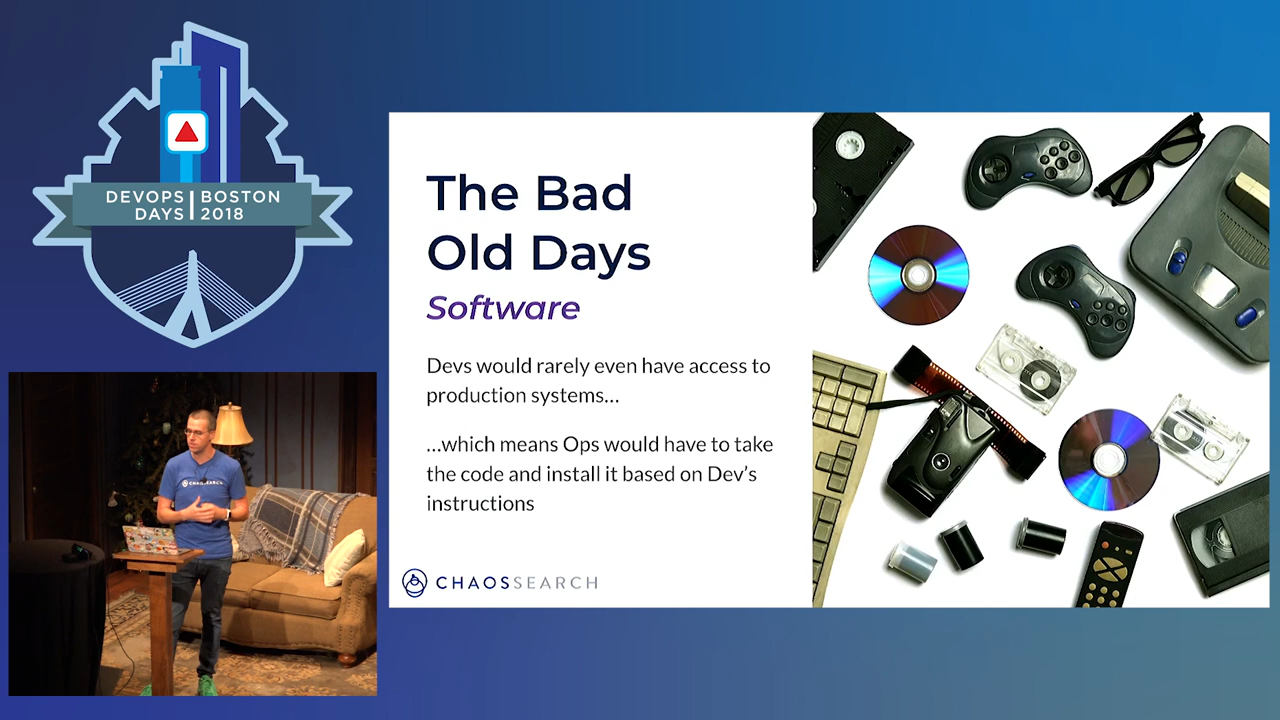 DEVOPS BOSTON
DAYS 2018
The Bad
Old Days
Software
Devs would rarely even have access to
production systems…
…which means Ops would have to take
the code and install it based on Dev’s
instructions
CHAOSSEARCH
CHAOSSEARCH